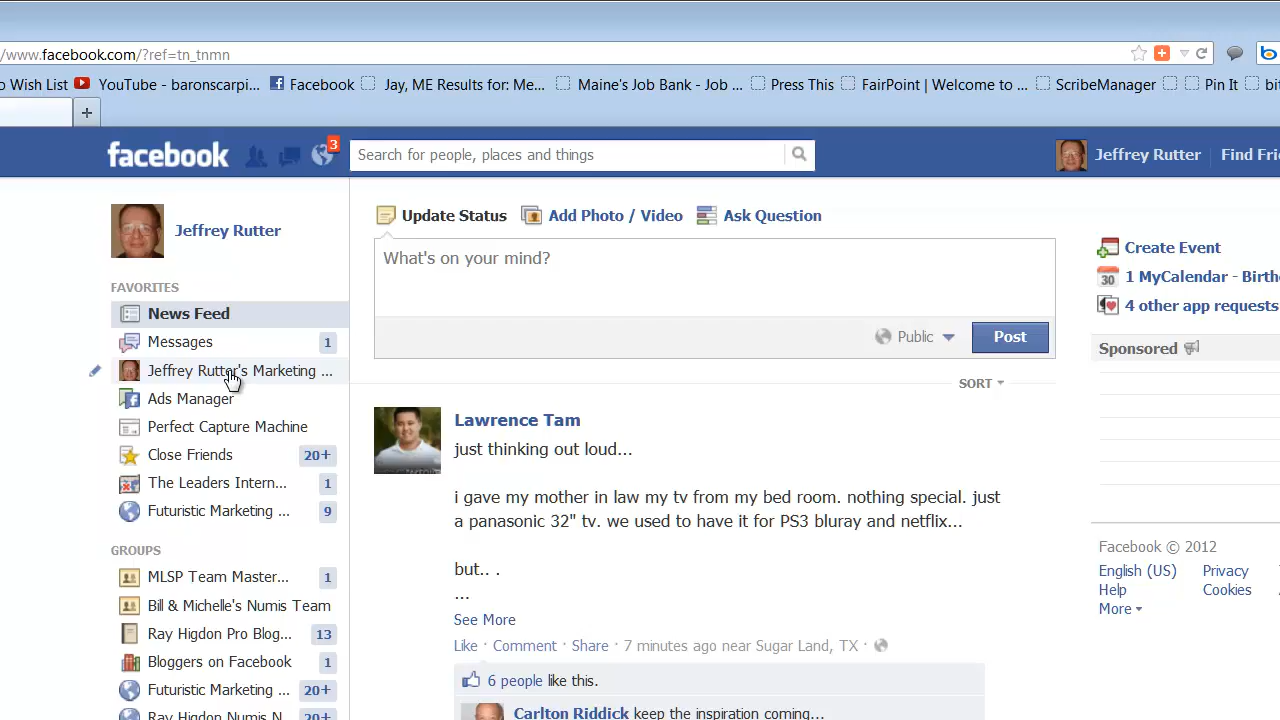 /www.facebook.com/?ref=tn_tnmn
o Wish List YouTube - baronscarpi... Facebook Jay, ME Results for: Me... Maine's Job Bank - Job ... Press This FairPoint | Welcome to ... ScribeManager Pin It bit
+
facebook 3 Search for people, places and things Jeffrey Rutter Find Frie
Jeffrey Rutter
FAVORITES
News Feed
Messages 1
Jeffrey Rutter's Marketing ...
Ads Manager
Perfect Capture Machine
Close Friends 20+
The Leaders Intern... 1
Futuristic Marketing ... 9
GROUPS
MLSP Team Master... 1
Bill & Michelle's Numis Team
Ray Higdon Pro Blog... 13
Bloggers on Facebook 1
Futuristic Marketing ... 20+
Ray Higdon Numis N... 20+
Update Status Add Photo / Video Ask Question
What's on your mind?
Public Post
SORT
Lawrence Tam
just thinking out loud...
i gave my mother in law my tv from my bed room. nothing special. just
a panasonic 32" tv. we used to have it for PS3 bluray and netflix...
but.. .
...
See More
Like · Comment · Share · 7 minutes ago near Sugar Land, TX ·
6 people like this.
Carlton Riddick keep the inspiration coming...
Create Event
30 1 MyCalendar - Birth
4 other app requests
Sponsored
Facebook © 2012
English (US) Privacy
Help Cookies
More